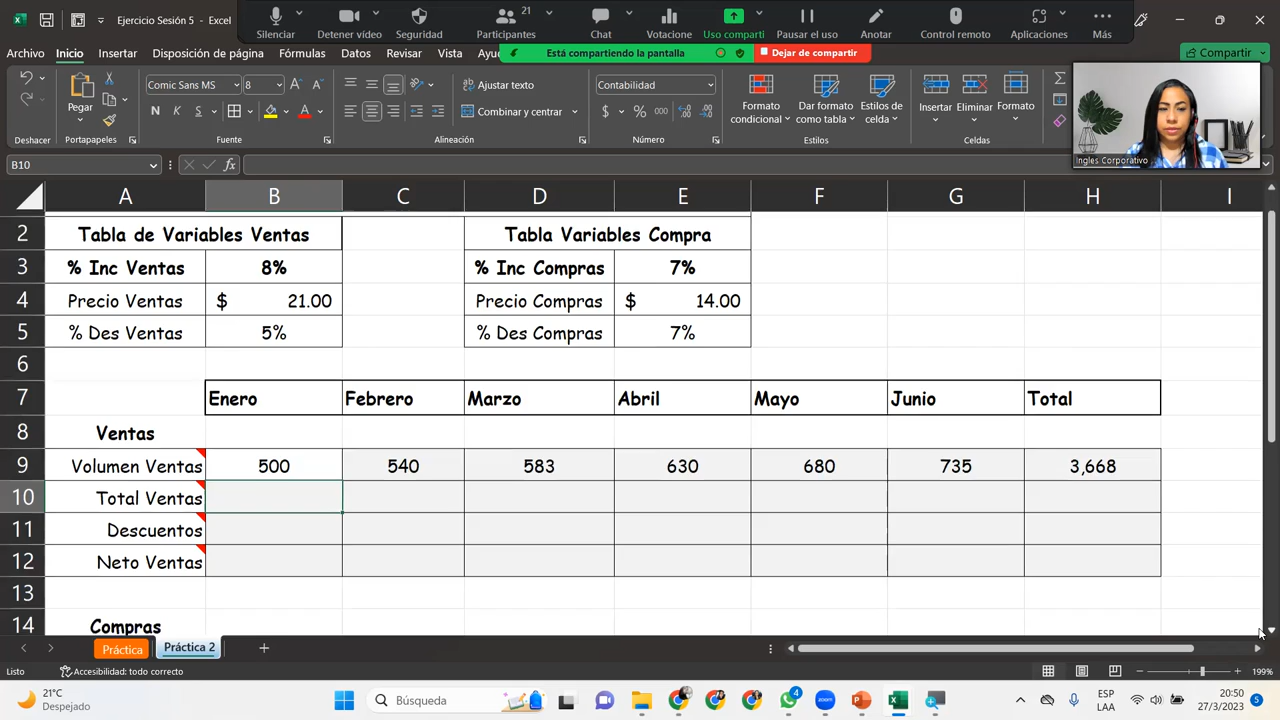 Ejercicio Sesión 5 - Excel
Silenciar
Detener vídeo
Seguridad
21
Participantes
Chat
Votacione
Uso comparti
Pausar el uso
Anotar
Control remoto
Aplicaciones
Más
Archivo
Inicio
Insertar
Disposición de página
Fórmulas
Datos
Revisar
Vista
Ayu
Está compartiendo la pantalla
Dejar de compartir
Compartir
Pegar
Comic Sans MS
8
N
K
S
Ajustar texto
Combinar y centrar
Contabilidad
$ % 000
Formato condicional
Dar formato como tabla
Estilos de celda
Insertar
Eliminar
Formato
Deshacer
Portapapeles
Fuente
Alineación
Número
Estilos
Celdas
Ingles Corporativo
B10
fx
A B C D E F G H I
2 Tabla de Variables Ventas Tabla Variables Compra
3 % Inc Ventas 8% % Inc Compras 7%
4 Precio Ventas $ 21.00 Precio Compras $ 14.00
5 % Des Ventas 5% % Des Compras 7%
6
7 Enero Febrero Marzo Abril Mayo Junio Total
8 Ventas
9 Volumen Ventas 500 540 583 630 680 735 3,668
10 Total Ventas
11 Descuentos
12 Neto Ventas
13
14 Compras
Práctica
Práctica 2
Listo
Accesibilidad: todo correcto
199%
21°C
Despejado
Búsqueda
4
ESP
LAA
20:50
27/3/2023
5